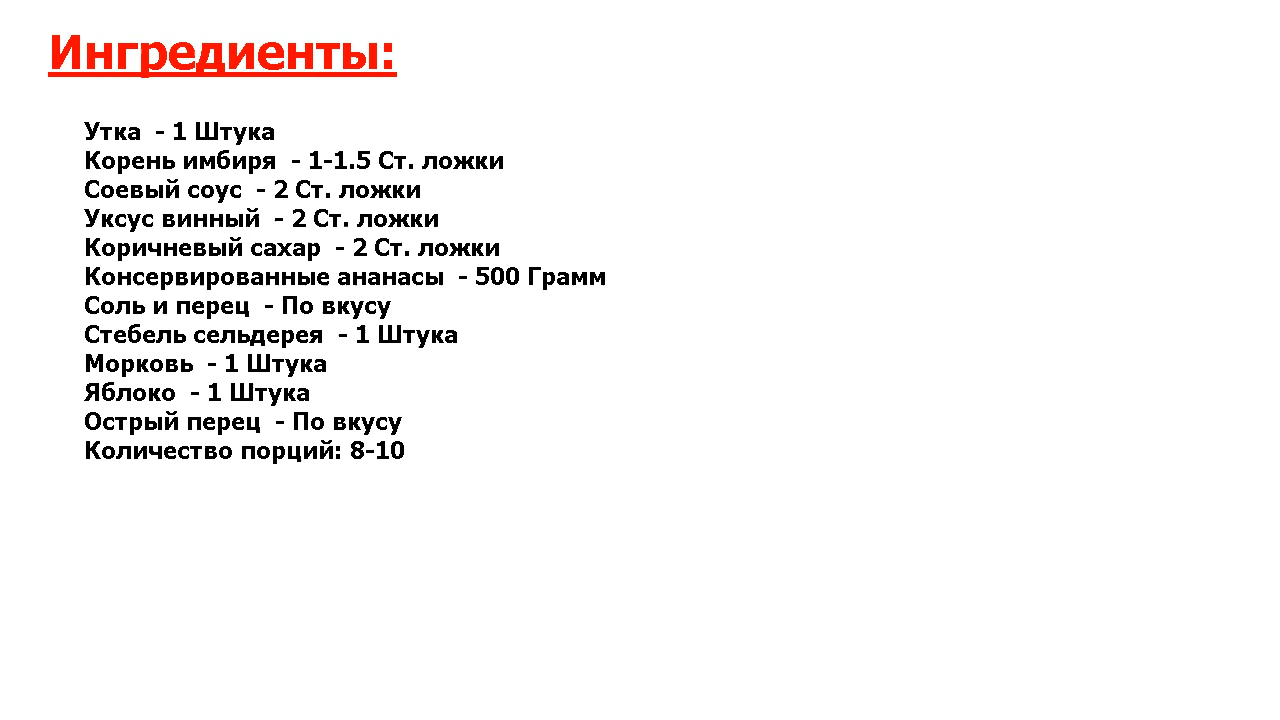 Ингредиенты:
Утка - 1 Штука
Корень имбиря - 1-1.5 Ст. ложки
Соевый соус - 2 Ст. ложки
Уксус винный - 2 Ст. ложки
Коричневый сахар - 2 Ст. ложки
Консервированные ананасы - 500 Грамм
Соль и перец - По вкусу
Стебель сельдерея - 1 Штука
Морковь - 1 Штука
Яблоко - 1 Штука
Острый перец - По вкусу
Количество порций: 8-10